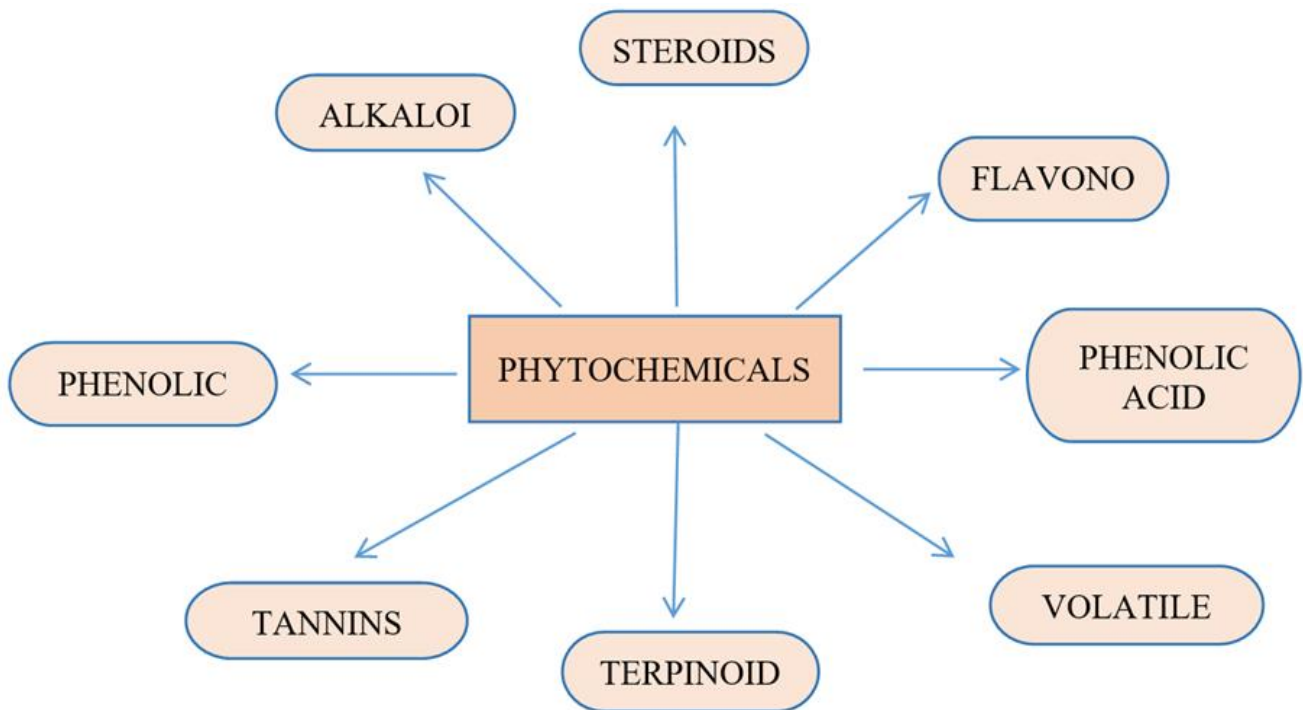 STEROIDS
ALKALOI
FLAVONO
PHENOLIC
PHYTOCHEMICALS
PHENOLIC
ACID
TANNINS
TERPINOID
VOLATILE